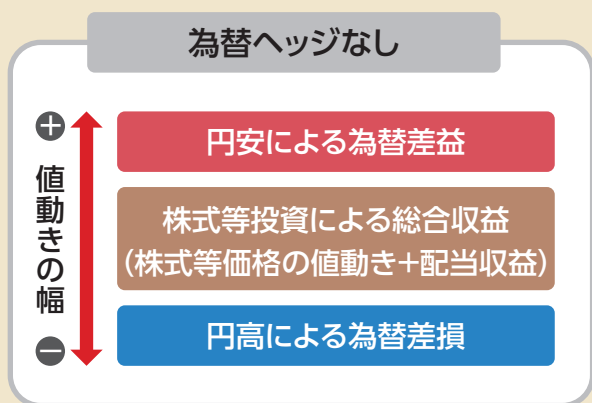 為替ヘッジなし
+
値動きの幅
−
円安による為替差益
株式等投資による総合収益
(株式等価格の値動き+配当収益)
円高による為替差損